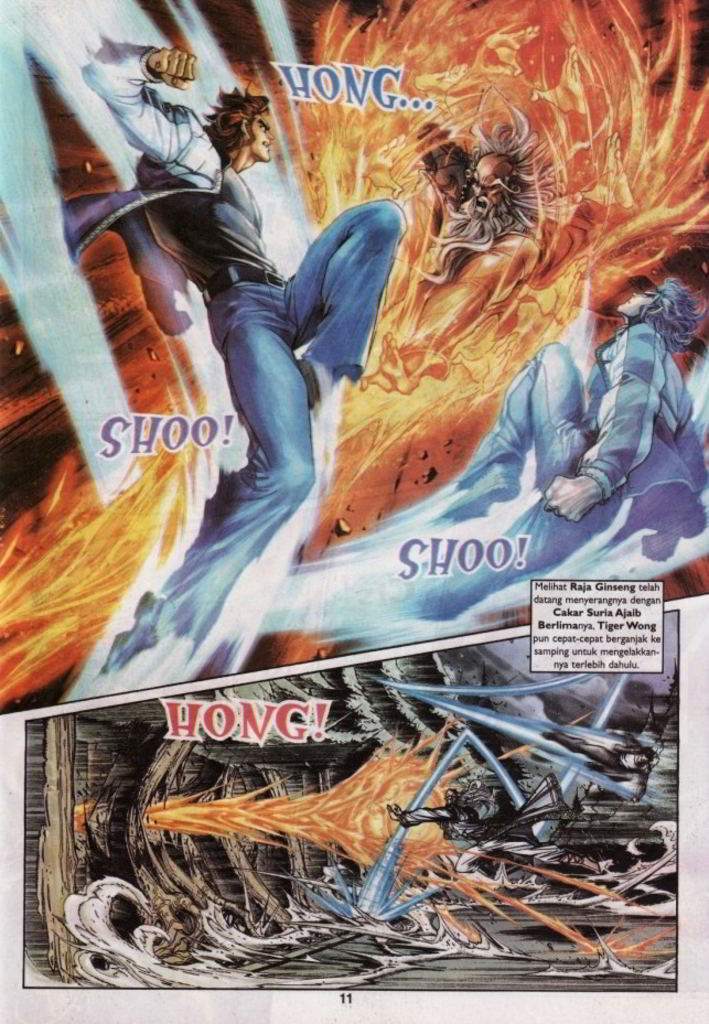 HONG...
SHOO!
SHOO!
Melihat Raja Ginseng telah
datang menyerangnya dengan
Cakar Suria Ajaib
Berlimanya, Tiger Wong
pun cepat-cepat berganjak ke
samping untuk mengelakkan-
nya terlebih dahulu.
HONG!
11